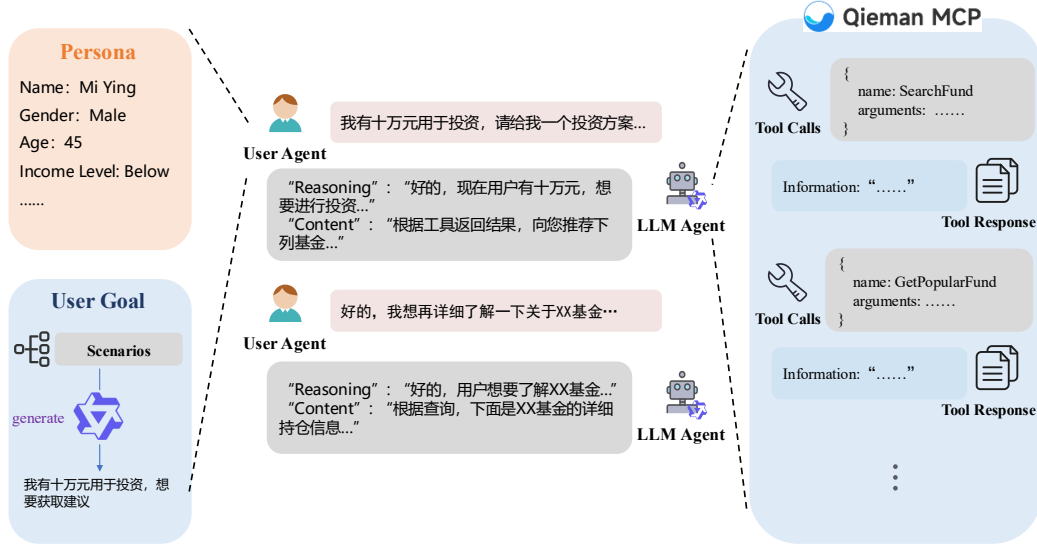 Persona
Name: Mi Ying
Gender: Male
Age: 45
Income Level: Below
......
User Goal
Scenarios
generate
我有十万元用于投资，想
要获取建议
User Agent
我有十万元用于投资，请给我一个投资方案...
“Reasoning”：“好的，现在用户有十万元，想
要进行投资...”
“Content”：“根据工具返回结果，向您推荐下
列基金...”
LLM Agent
User Agent
好的，我想再详细了解一下关于XX基金…
“Reasoning”：“好的，用户想要了解XX基金...”
“Content”：“根据查询，下面是XX基金的详细
持仓信息...”
LLM Agent
Qieman MCP
Tool Calls
{
name: SearchFund
arguments: ……
}
Information: “……”
Tool Response
Tool Calls
{
name: GetPopularFund
arguments: ……
}
Information: “……”
Tool Response